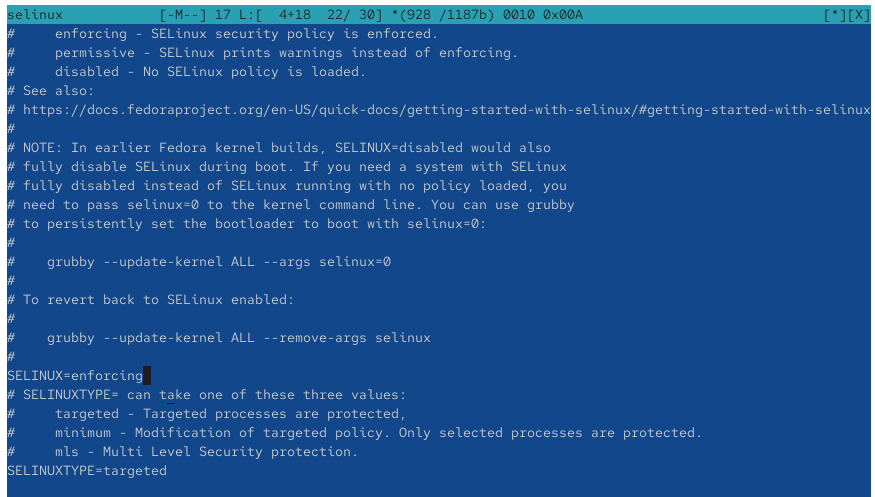 selinux            [-M--] 17 L:[  4+18  22/ 30] *(928 /1187b) 0010 0x00A                              [*][X]
#     enforcing - SELinux security policy is enforced.
#     permissive - SELinux prints warnings instead of enforcing.
#     disabled - No SELinux policy is loaded.
# See also:
# https://docs.fedoraproject.org/en-US/quick-docs/getting-started-with-selinux/#getting-started-with-selinux
#
# NOTE: In earlier Fedora kernel builds, SELINUX=disabled would also
# fully disable SELinux during boot. If you need a system with SELinux
# fully disabled instead of SELinux running with no policy loaded, you
# need to pass selinux=0 to the kernel command line. You can use grubby
# to persistently set the bootloader to boot with selinux=0:
#
#    grubby --update-kernel ALL --args selinux=0
#
# To revert back to SELinux enabled:
#
#    grubby --update-kernel ALL --remove-args selinux
#
SELINUX=enforcing
# SELINUXTYPE= can take one of these three values:
#     targeted - Targeted processes are protected,
#     minimum - Modification of targeted policy. Only selected processes are protected.
#     mls - Multi Level Security protection.
SELINUXTYPE=targeted